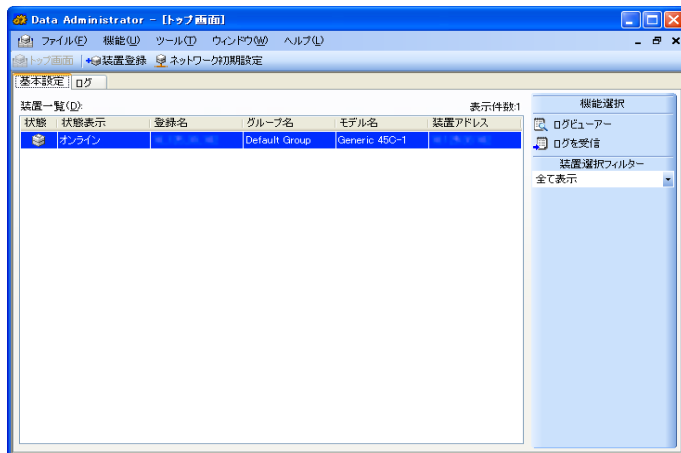 Data Administrator - [トップ画面]
ファイル(F) 機能(U) ツール(T) ウィンドウ(W) ヘルプ(L)
トップ画面 装置登録 ネットワーク初期設定
基本設定 ログ
装置一覧(D): 表示件数:1
状態 状態表示 登録名 グループ名 モデル名 装置アドレス
オンライン Default Group Generic 45C-1
機能選択
ログビューアー
ログを受信
装置選択フィルター
全て表示